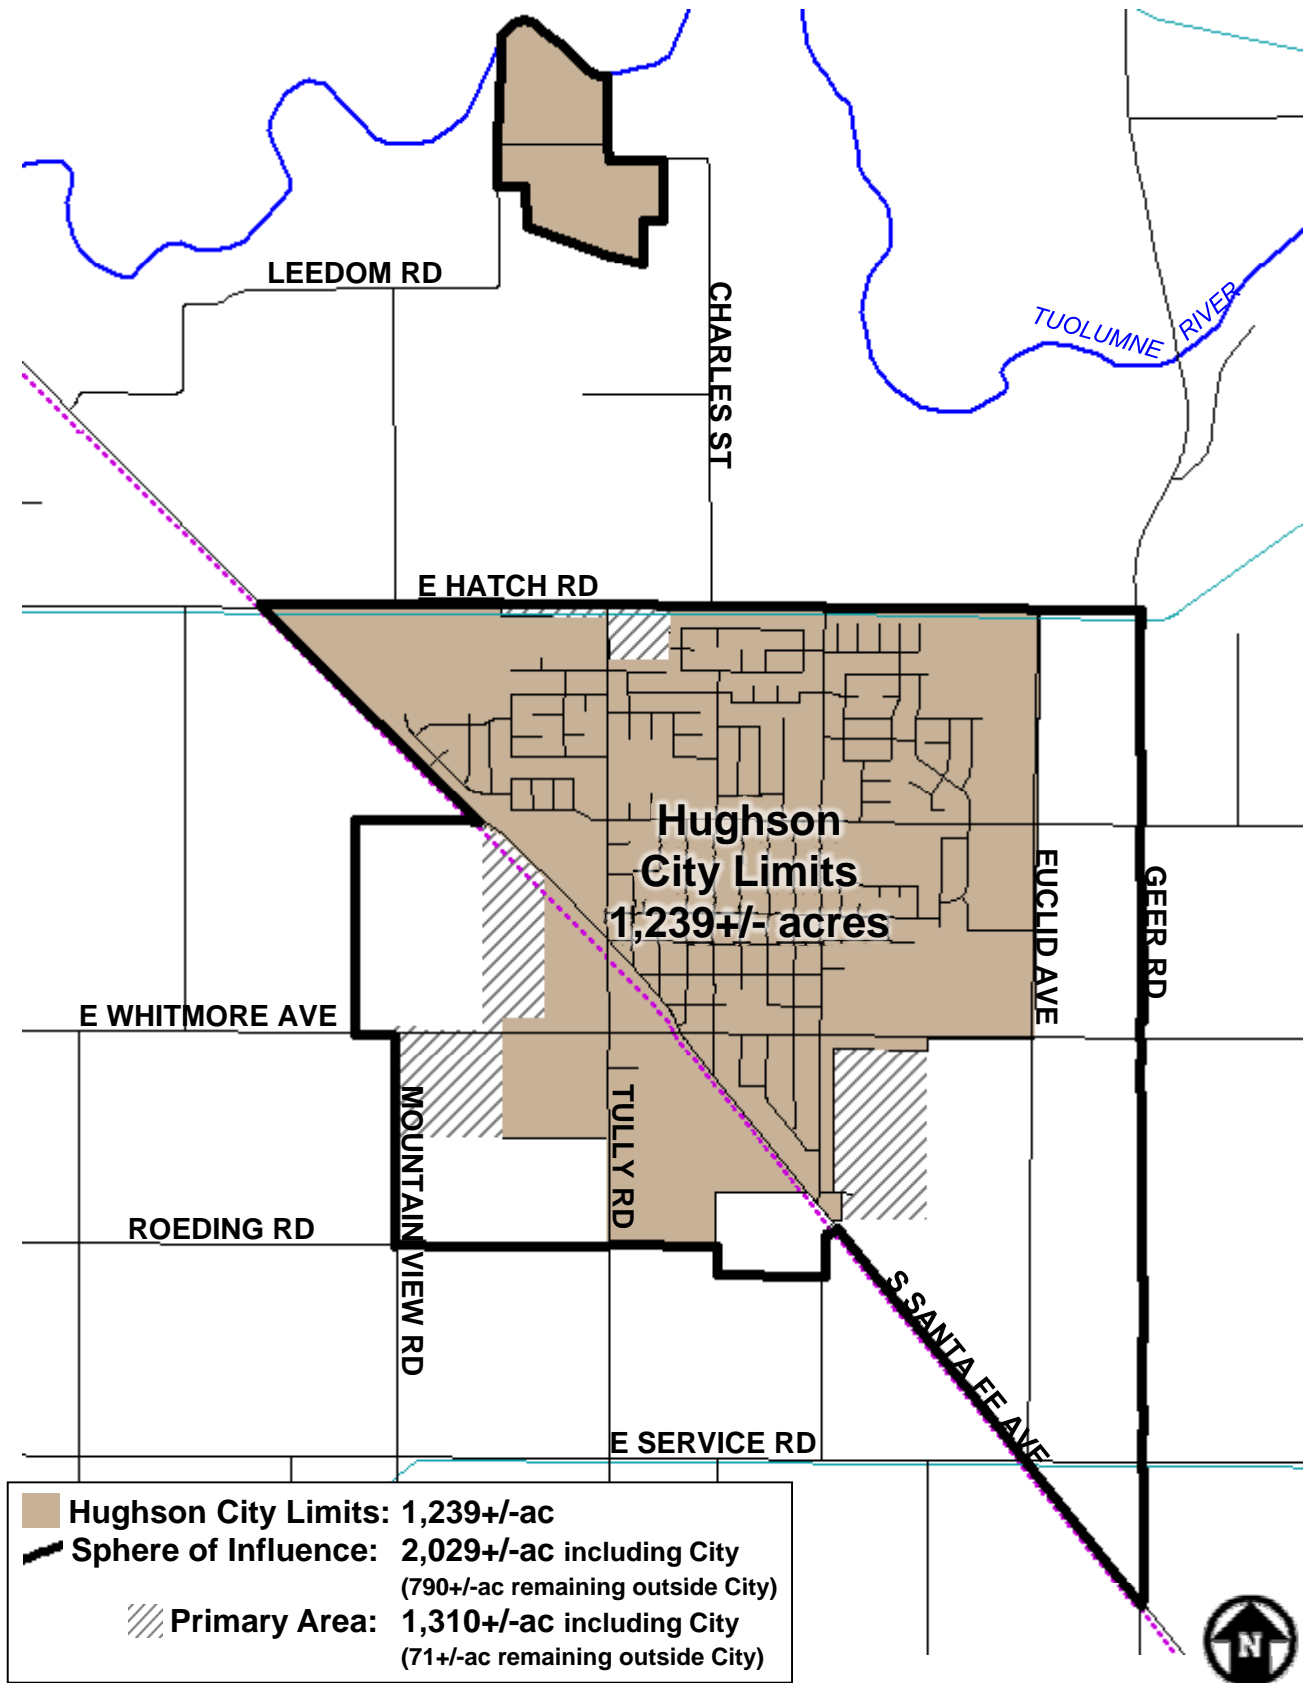 LEEDOM RD
CHARLES ST
TUOLUMNE RIVER
E HATCH RD
Hughson
City Limits
1,239+/- acres
EUCLID AVE
GEER RD
E WHITMORE AVE
MOUNTAIN VIEW RD
TULLY RD
ROEDING RD
S SANTA FE AVE
E SERVICE RD
Hughson City Limits: 1,239+/-ac
Sphere of Influence: 2,029+/-ac including City
(790+/-ac remaining outside City)
Primary Area: 1,310+/-ac including City
(71+/-ac remaining outside City)
N